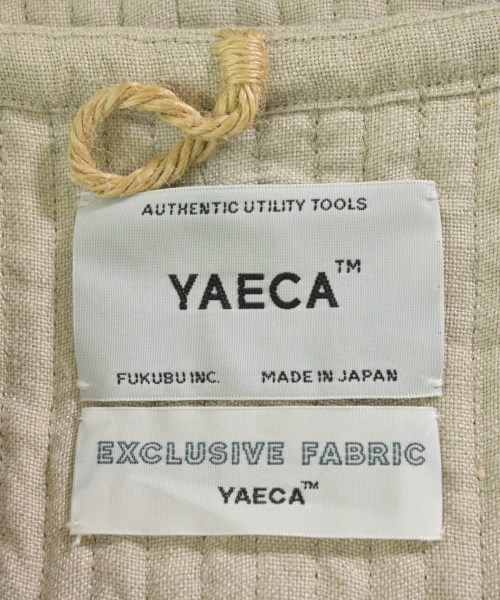 AUTHENTIC UTILITY TOOLS
YAECA™
FUKUBU INC. MADE IN JAPAN
EXCLUSIVE FABRIC
YAECA™